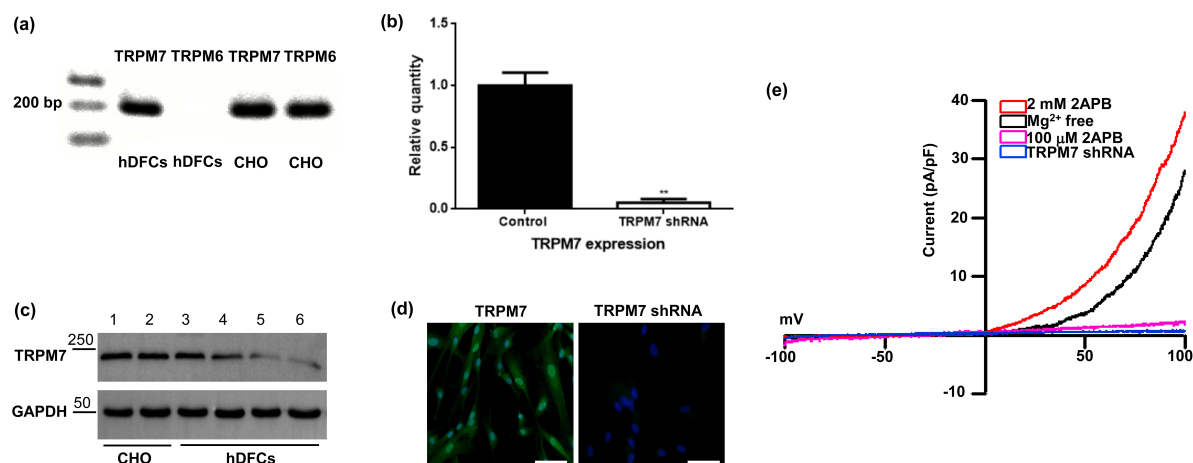 (a)
TRPM7 TRPM6 TRPM7 TRPM6
200 bp
hDFCs hDFCs CHO CHO
(b)
Relative quantity
1.5
1.0
0.5
0.0
**
Control TRPM7 shRNA
TRPM7 expression
(c)
1 2 3 4 5 6
250
TRPM7
50
GAPDH
CHO hDFCs
(d)
TRPM7 TRPM7 shRNA
(e)
2 mM 2APB
Mg²⁺ free
100 μM 2APB
TRPM7 shRNA
Current (pA/pF)
40
30
20
10
-10
mV
-100 -50 0 50 100